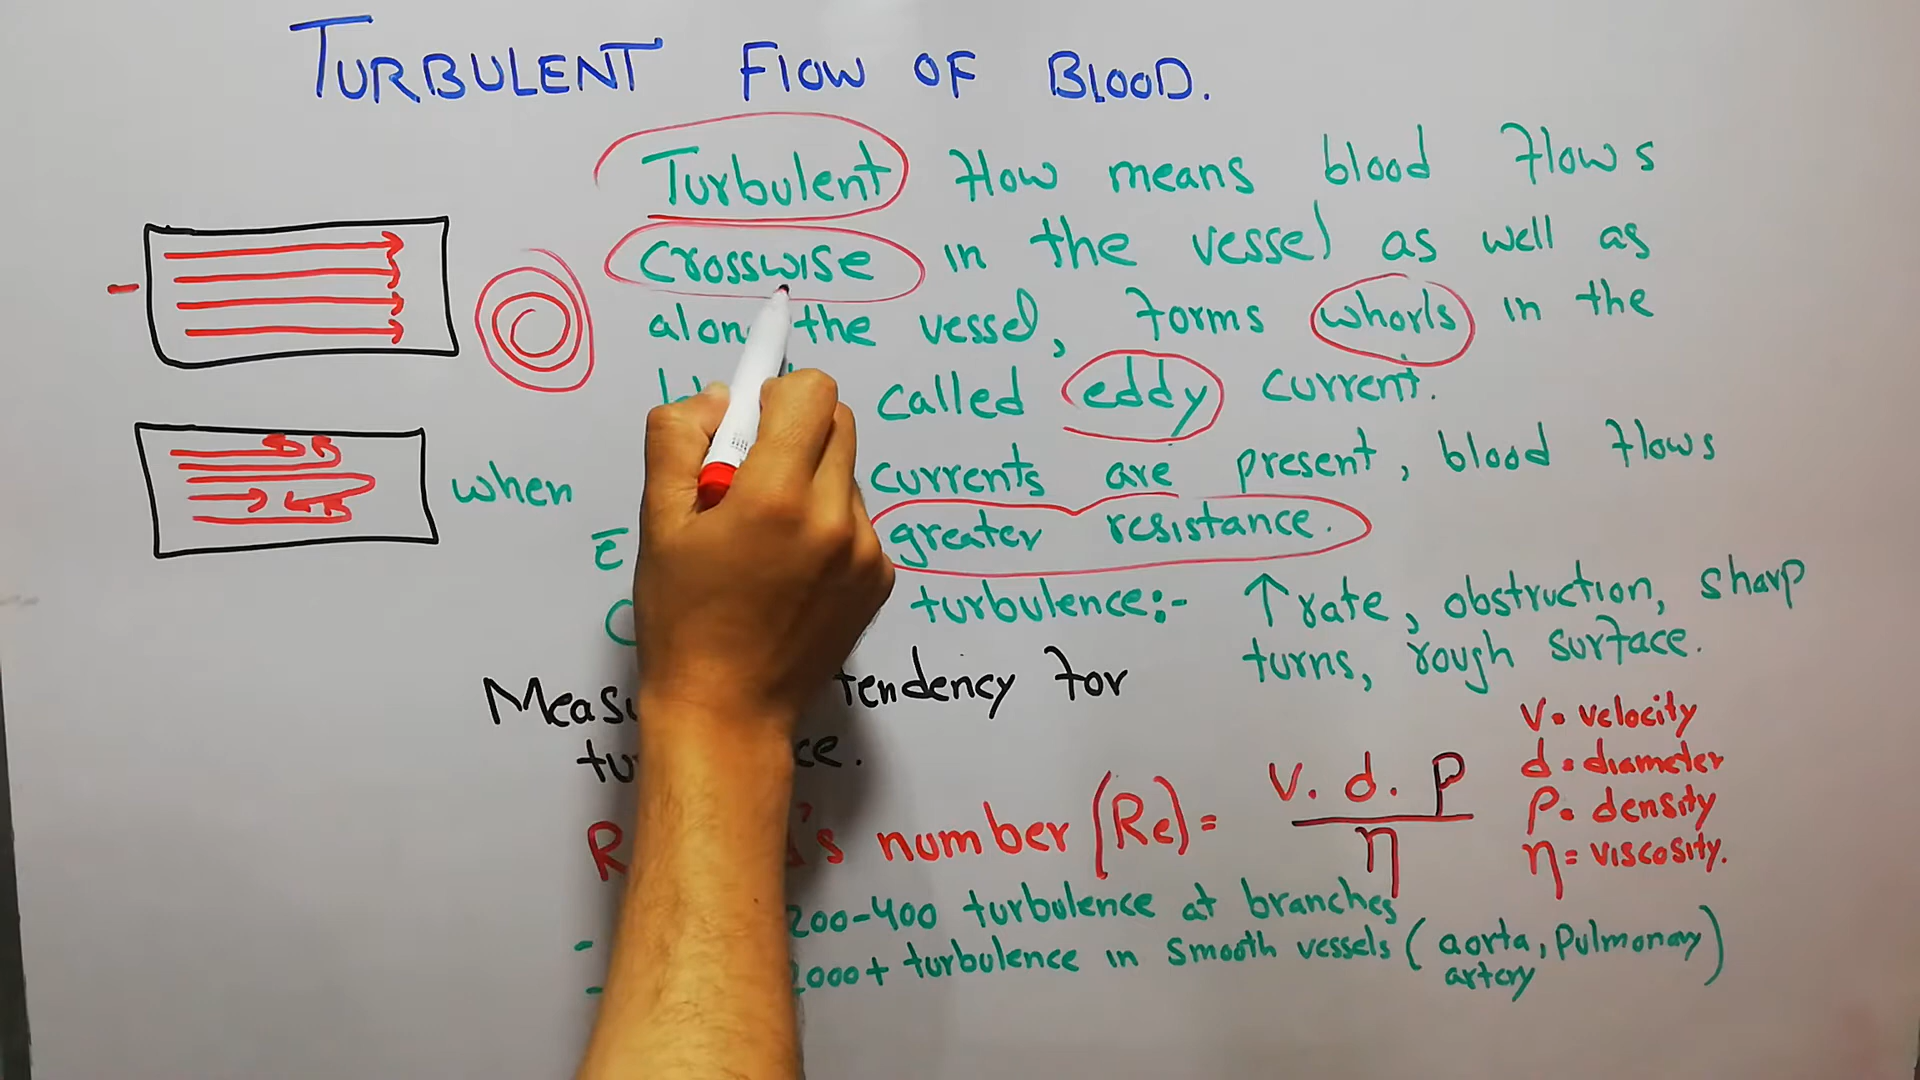 TURBULENT FLOW OF BLOOD.
Turbulent flow means blood flows
crosswise in the vessel as well as
along the vessel, forms whorls in the
called eddy current.
when currents are present, blood flows
greater resistance.
turbulence:- ↑rate, obstruction, sharp
turns, rough surface.
tendency for
number (Re) = v. d. ρ / η
v = velocity
d = diameter
ρ = density
η = viscosity.
- 200-400 turbulence at branches
- 2000+ turbulence in smooth vessels (aorta, Pulmonary
artery)